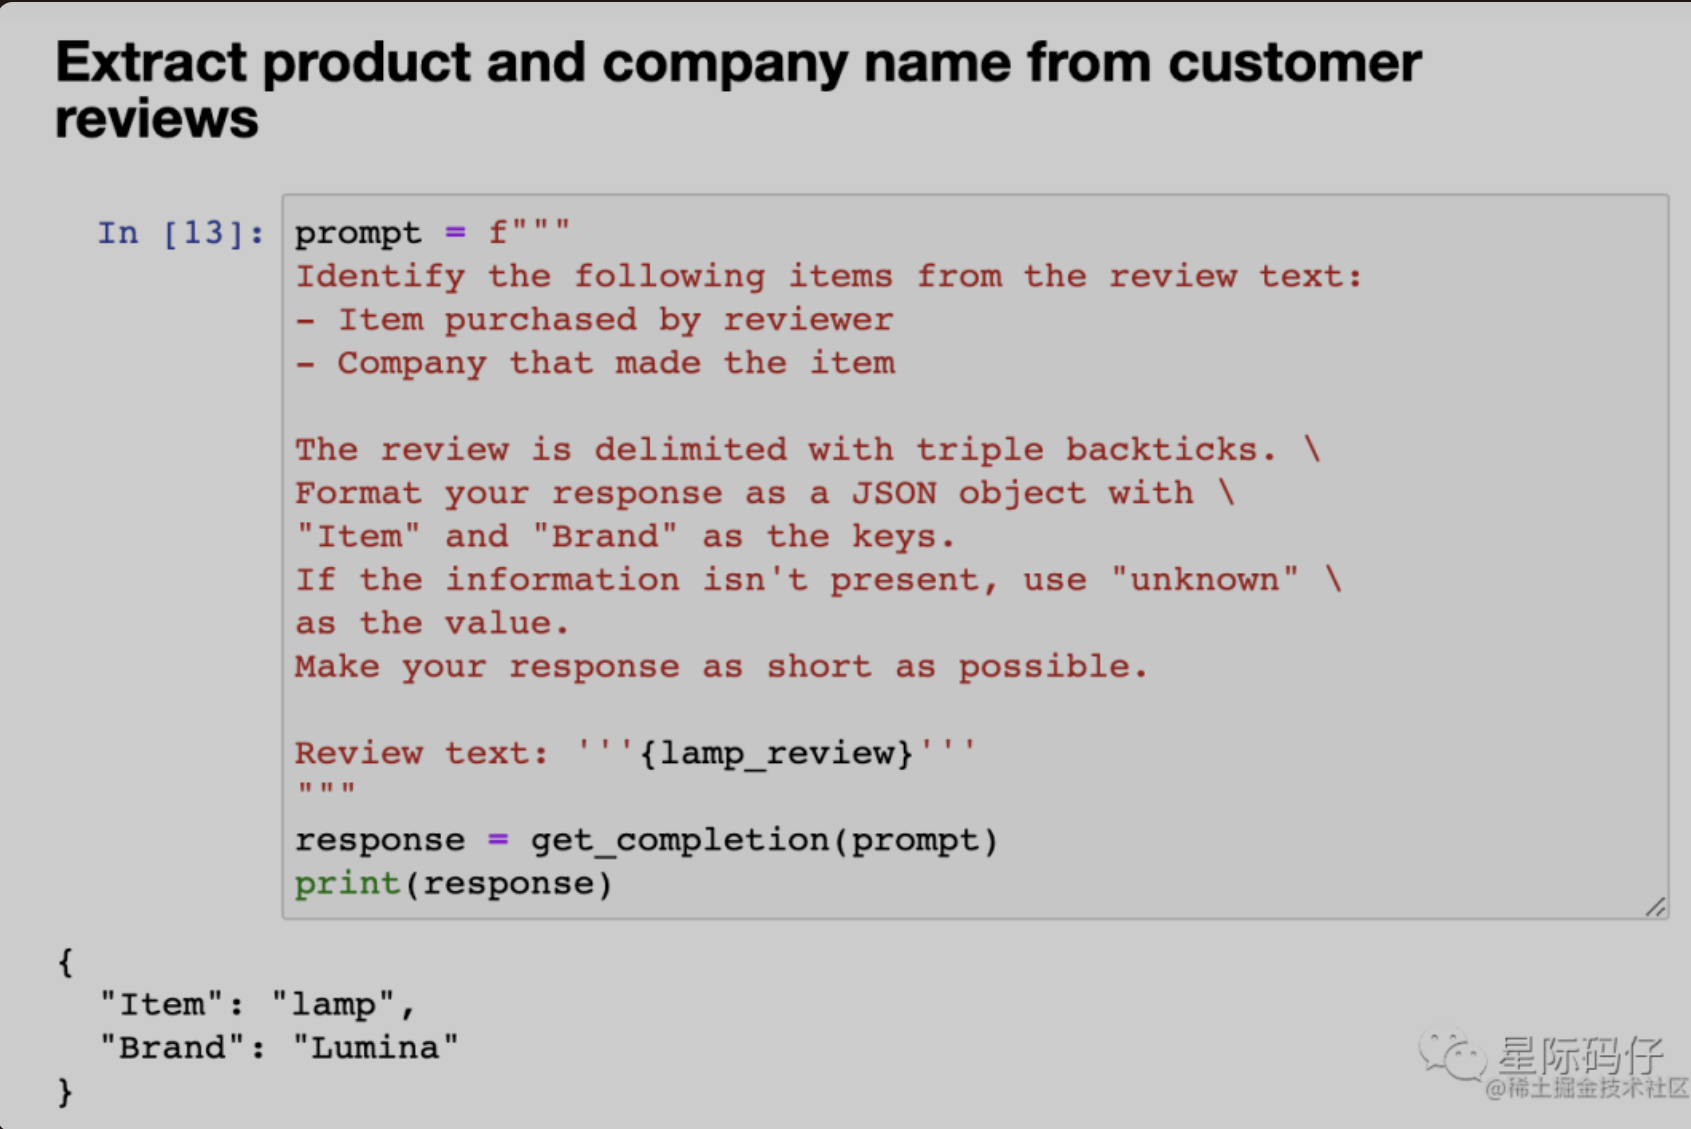 Extract product and company name from customer
reviews
In [13]:
prompt = f"""
Identify the following items from the review text:
- Item purchased by reviewer
- Company that made the item
The review is delimited with triple backticks. \
Format your response as a JSON object with \
"Item" and "Brand" as the keys.
If the information isn't present, use "unknown" \
as the value.
Make your response as short as possible.
Review text: '''{lamp_review}'''
"""
response = get_completion(prompt)
print(response)
{
  "Item": "lamp",
  "Brand": "Lumina"
}
星际码仔
@稀土掘金技术社区